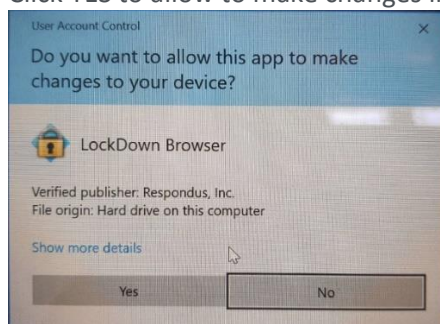 User Account Control
Do you want to allow this app to make
changes to your device?
LockDown Browser
Verified publisher: Respondus, Inc.
File origin: Hard drive on this computer
Show more details
Yes
No